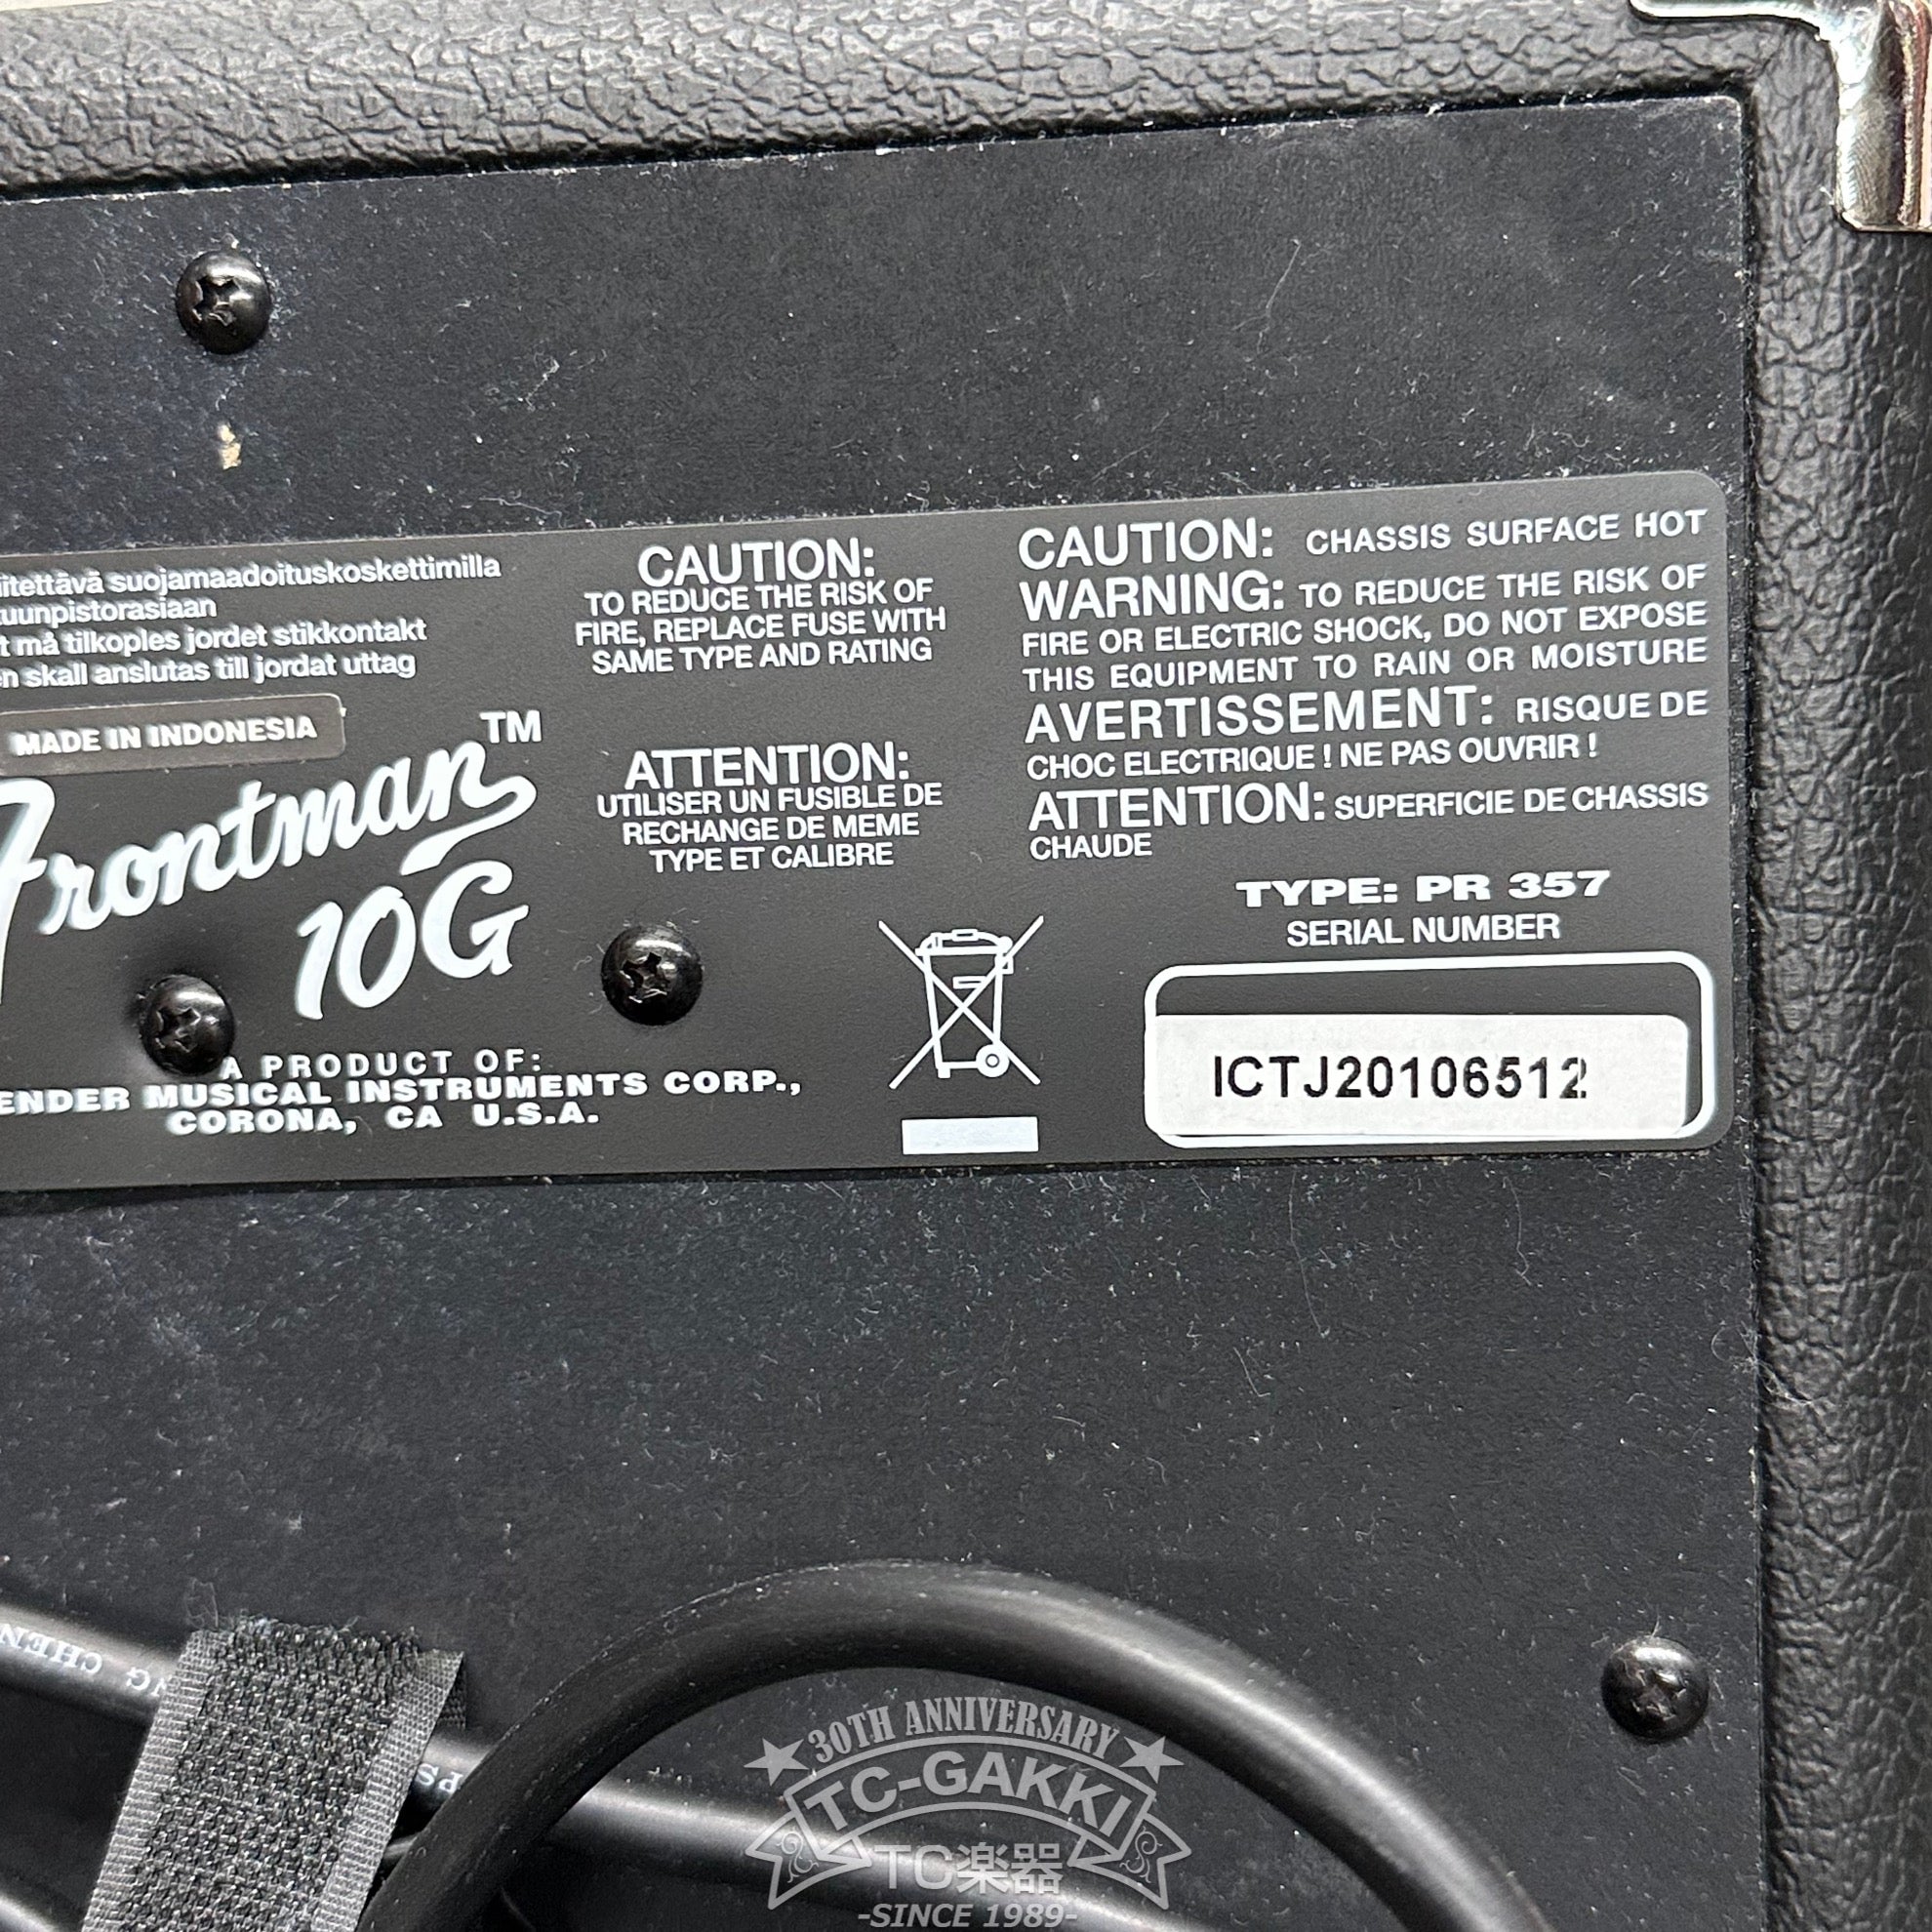 suojamaadoituskoskettimilla
må tilkoples jordet stikkontakt
skall anslutas till jordat uttag
MADE IN INDONESIA
Frontman™
10G
A PRODUCT OF:
MUSICAL INSTRUMENTS CORP.,
CORONA, CA U.S.A.
CAUTION:
TO REDUCE THE RISK OF
FIRE, REPLACE FUSE WITH
SAME TYPE AND RATING
ATTENTION:
UTILISER UN FUSIBLE DE
RECHANGE DE MEME
TYPE ET CALIBRE
CAUTION: CHASSIS SURFACE HOT
WARNING: TO REDUCE THE RISK OF
FIRE OR ELECTRIC SHOCK, DO NOT EXPOSE
THIS EQUIPMENT TO RAIN OR MOISTURE
AVERTISSEMENT: RISQUE DE
CHOC ELECTRIQUE ! NE PAS OUVRIR !
ATTENTION: SUPERFICIE DE CHASSIS
CHAUDE
TYPE: PR 357
SERIAL NUMBER
ICTJ20106512
30TH ANNIVERSARY
TC-GAKKI
TC楽器
-SINCE 1989-